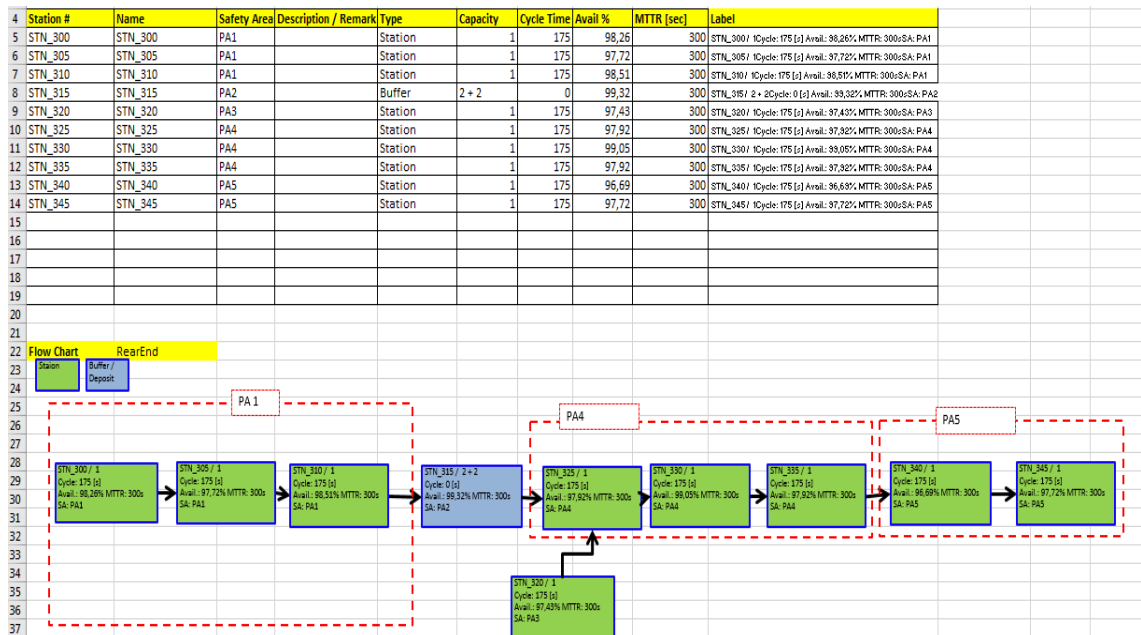 4 Station # Name Safety Area Description / Remark Type Capacity Cycle Time Avail % MTTR [sec] Label
5 STN_300 STN_300 PA1 Station 1 175 98,26 300 STN_300 / 1Cycle: 175 [s] Avail.: 98,26% MTTR: 300sSA: PA1
6 STN_305 STN_305 PA1 Station 1 175 97,72 300 STN_305 / 1Cycle: 175 [s] Avail.: 97,72% MTTR: 300sSA: PA1
7 STN_310 STN_310 PA1 Station 1 175 98,51 300 STN_310 / 1Cycle: 175 [s] Avail.: 98,51% MTTR: 300sSA: PA1
8 STN_315 STN_315 PA2 Buffer 2 + 2 0 99,32 300 STN_315 / 2 + 2Cycle: 0 [s] Avail.: 99,32% MTTR: 300sSA: PA2
9 STN_320 STN_320 PA3 Station 1 175 97,43 300 STN_320 / 1Cycle: 175 [s] Avail.: 97,43% MTTR: 300sSA: PA3
10 STN_325 STN_325 PA4 Station 1 175 97,92 300 STN_325 / 1Cycle: 175 [s] Avail.: 97,92% MTTR: 300sSA: PA4
11 STN_330 STN_330 PA4 Station 1 175 99,05 300 STN_330 / 1Cycle: 175 [s] Avail.: 99,05% MTTR: 300sSA: PA4
12 STN_335 STN_335 PA4 Station 1 175 97,92 300 STN_335 / 1Cycle: 175 [s] Avail.: 97,92% MTTR: 300sSA: PA4
13 STN_340 STN_340 PA5 Station 1 175 96,69 300 STN_340 / 1Cycle: 175 [s] Avail.: 96,69% MTTR: 300sSA: PA5
14 STN_345 STN_345 PA5 Station 1 175 97,72 300 STN_345 / 1Cycle: 175 [s] Avail.: 97,72% MTTR: 300sSA: PA5
15
16
17
18
19
20
21
22 Flow Chart RearEnd
23
24
25
26
27
28
29
30
31
32
33
34
35
36
37
Staion
Buffer /
Deposit
PA 1
PA4
PA5
STN_300 / 1
Cycle: 175 [s]
Avail.: 98,26% MTTR: 300s
SA: PA1
STN_305 / 1
Cycle: 175 [s]
Avail.: 97,72% MTTR: 300s
SA: PA1
STN_310 / 1
Cycle: 175 [s]
Avail.: 98,51% MTTR: 300s
SA: PA1
STN_315 / 2 + 2
Cycle: 0 [s]
Avail.: 99,32% MTTR: 300s
SA: PA2
STN_325 / 1
Cycle: 175 [s]
Avail.: 97,92% MTTR: 300s
SA: PA4
STN_330 / 1
Cycle: 175 [s]
Avail.: 99,05% MTTR: 300s
SA: PA4
STN_335 / 1
Cycle: 175 [s]
Avail.: 97,92% MTTR: 300s
SA: PA4
STN_340 / 1
Cycle: 175 [s]
Avail.: 96,69% MTTR: 300s
SA: PA5
STN_345 / 1
Cycle: 175 [s]
Avail.: 97,72% MTTR: 300s
SA: PA5
STN_320 / 1
Cycle: 175 [s]
Avail.: 97,43% MTTR: 300s
SA: PA3